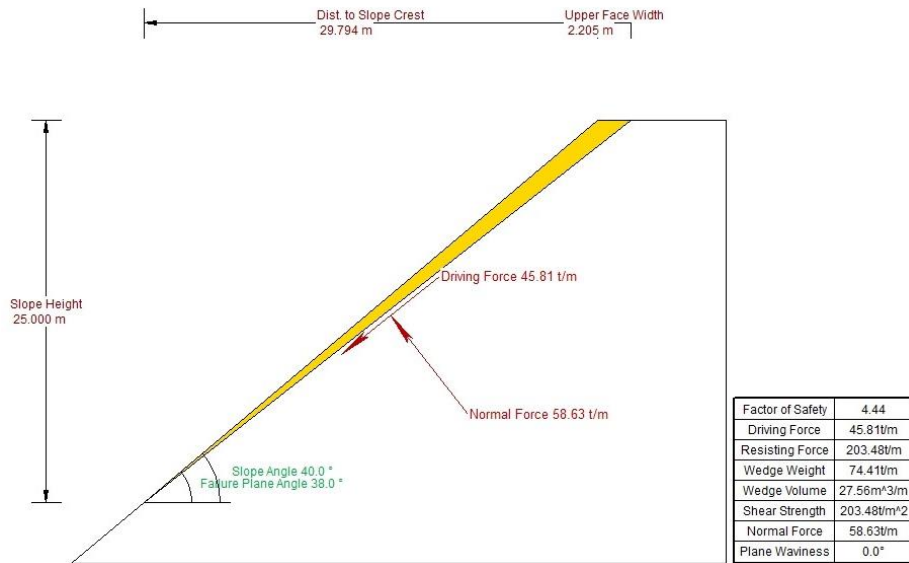 Dist. to Slope Crest
29.794 m
Upper Face Width
2.205 m
Slope Height
25.000 m
Driving Force 45.81 t/m
Normal Force 58.63 t/m
Slope Angle 40.0 °
Failure Plane Angle 38.0 °
Factor of Safety 4.44
Driving Force 45.81t/m
Resisting Force 203.48t/m
Wedge Weight 74.41t/m
Wedge Volume 27.56m^3/m
Shear Strength 203.48t/m^2
Normal Force 58.63t/m
Plane Waviness 0.0°